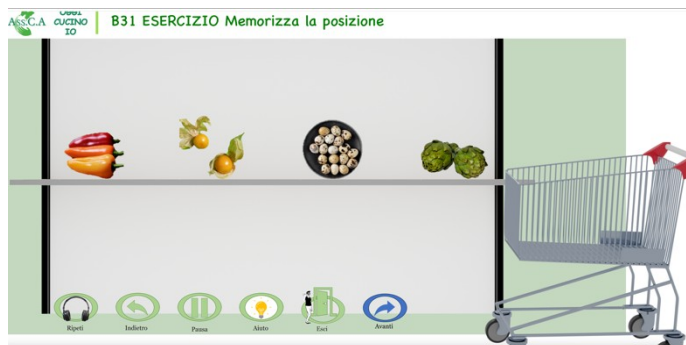 Ass.C.A
OGGI
CUCINO
IO
B31 ESERCIZIO Memorizza la posizione
Ripeti
Indietro
Pausa
Aiuto
Esci
Avanti